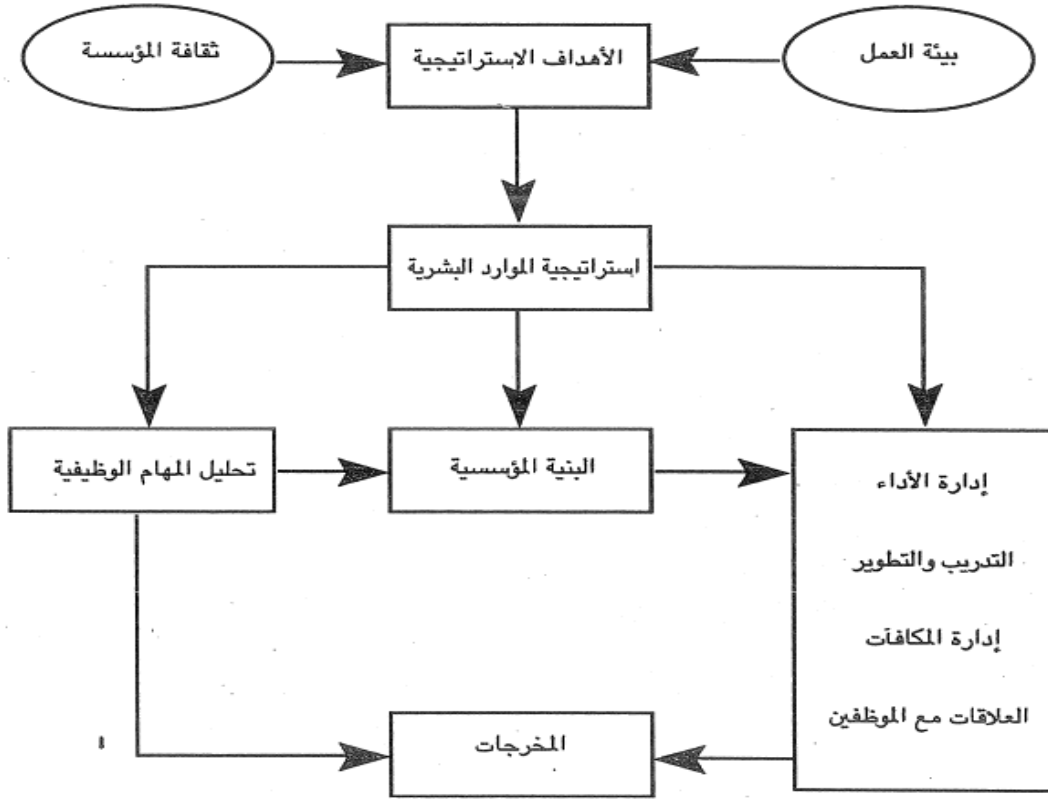 بيئة العمل
الأهداف الاستراتيجية
ثقافة المؤسسة
استراتيجية الموارد البشرية
تحليل المهام الوظيفية
البنية المؤسسية
إدارة الأداء
التدريب والتطوير
إدارة المكافآت
العلاقات مع الموظفين
المخرجات